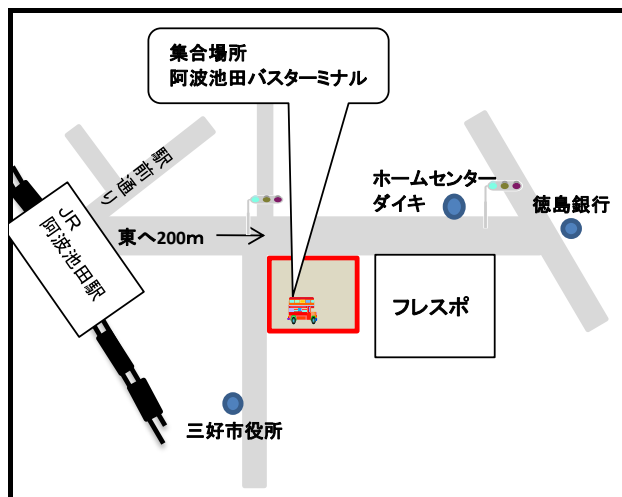 集合場所
阿波池田バスターミナル
駅前通り
ホームセンター
ダイキ
徳島銀行
JR
阿波池田駅
東へ200m
フレスポ
三好市役所